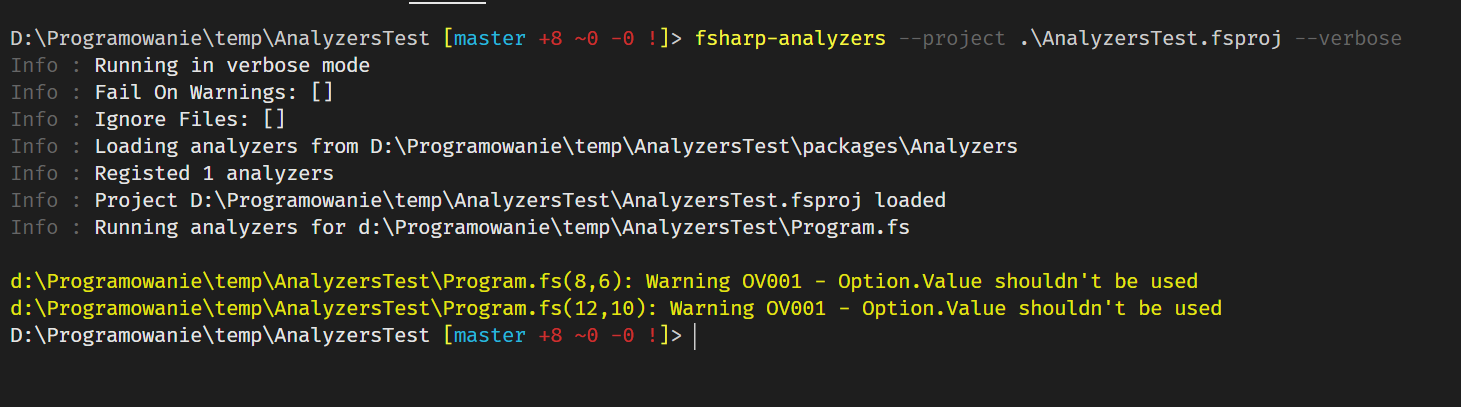 D:\Programowanie\temp\AnalyzersTest [master +8 ~0 -0 !]> fsharp-analyzers --project .\AnalyzersTest.fsproj --verbose
Info : Running in verbose mode
Info : Fail On Warnings: []
Info : Ignore Files: []
Info : Loading analyzers from D:\Programowanie\temp\AnalyzersTest\packages\Analyzers
Info : Registed 1 analyzers
Info : Project D:\Programowanie\temp\AnalyzersTest\AnalyzersTest.fsproj loaded
Info : Running analyzers for d:\Programowanie\temp\AnalyzersTest\Program.fs
d:\Programowanie\temp\AnalyzersTest\Program.fs(8,6): Warning OV001 - Option.Value shouldn't be used
d:\Programowanie\temp\AnalyzersTest\Program.fs(12,10): Warning OV001 - Option.Value shouldn't be used
D:\Programowanie\temp\AnalyzersTest [master +8 ~0 -0 !]>